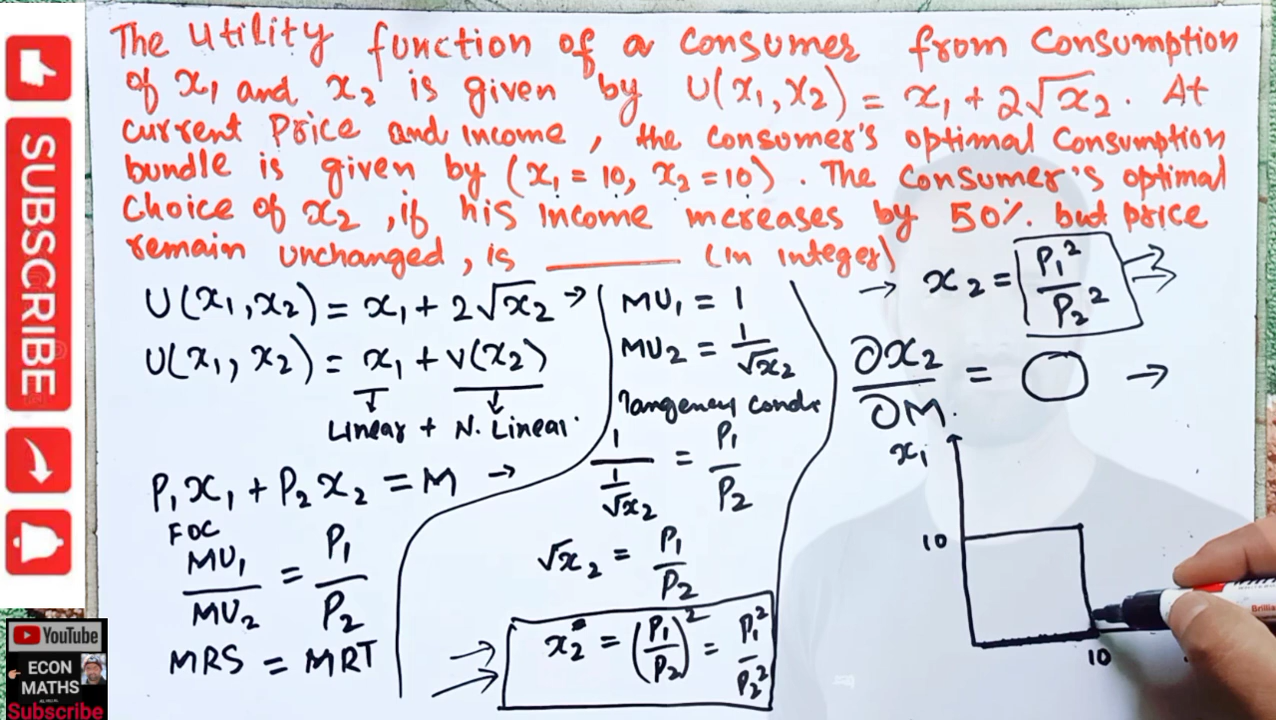 The Utility function of a Consumer from Consumption
of x₁ and x₂ is given by U(x₁,x₂) = x₁ + 2√x₂. At
current Price and income, the consumer's optimal Consumption
bundle is given by (x₁ = 10, x₂ = 10). The Consumer's optimal
Choice of x₂, if his income increases by 50%. but price
remain unchanged, is ______ (in integer)
U(x₁,x₂) = x₁ + 2√x₂ →
U(x₁, x₂) = x₁ + v(x₂)
Linear + N. Linear.
P₁x₁ + P₂x₂ = M →
FOC
MU₁/MU₂ = P₁/P₂
MRS = MRT
MU₁ = 1
MU₂ = 1/√x₂
Tangency Condn
1/(1/√x₂) = P₁/P₂
√x₂ = P₁/P₂
x₂* = (P₁/P₂)² = P₁²/P₂²
→ x₂ = P₁²/P₂²
∂x₂/∂M. = 0 →
x₁
10
10
SUBSCRIBE
YouTube
ECON
MATHS
Subscribe